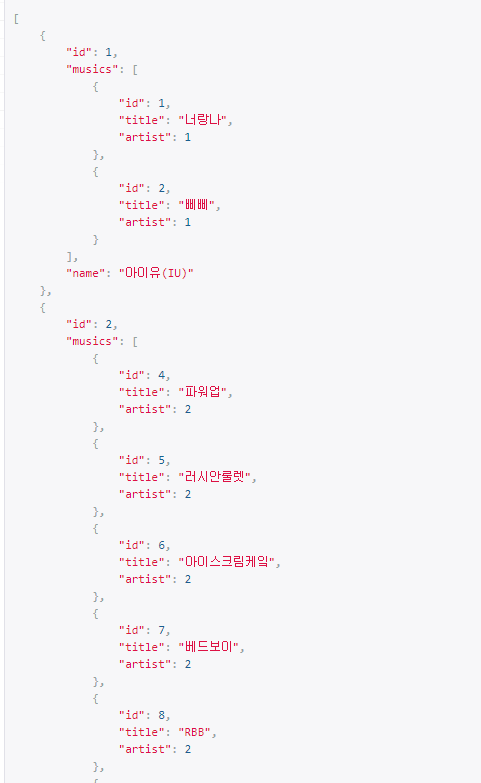 [
    {
        "id": 1,
        "musics": [
            {
                "id": 1,
                "title": "너랑나",
                "artist": 1
            },
            {
                "id": 2,
                "title": "삐삐",
                "artist": 1
            }
        ],
        "name": "아이유(IU)"
    },
    {
        "id": 2,
        "musics": [
            {
                "id": 4,
                "title": "파워업",
                "artist": 2
            },
            {
                "id": 5,
                "title": "러시안룰렛",
                "artist": 2
            },
            {
                "id": 6,
                "title": "아이스크림케잌",
                "artist": 2
            },
            {
                "id": 7,
                "title": "베드보이",
                "artist": 2
            },
            {
                "id": 8,
                "title": "RBB",
                "artist": 2
            },
            {